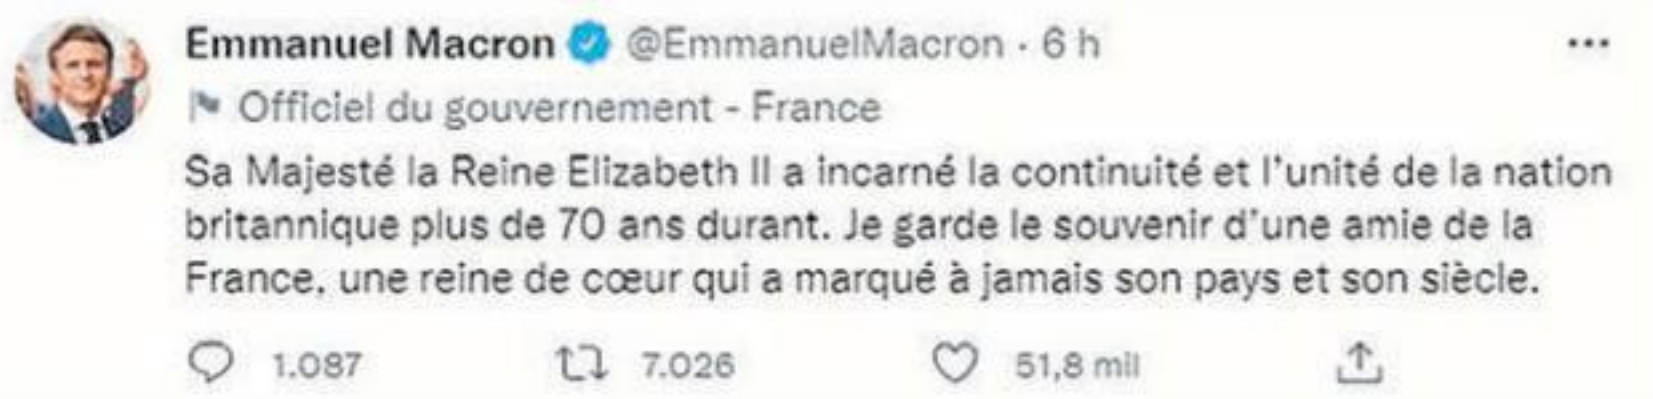 Emmanuel Macron @EmmanuelMacron · 6 h
Officiel du gouvernement - France
Sa Majesté la Reine Elizabeth II a incarné la continuité et l'unité de la nation
britannique plus de 70 ans durant. Je garde le souvenir d'une amie de la
France, une reine de cœur qui a marqué à jamais son pays et son siècle.
1.087 7.026 51,8 mil